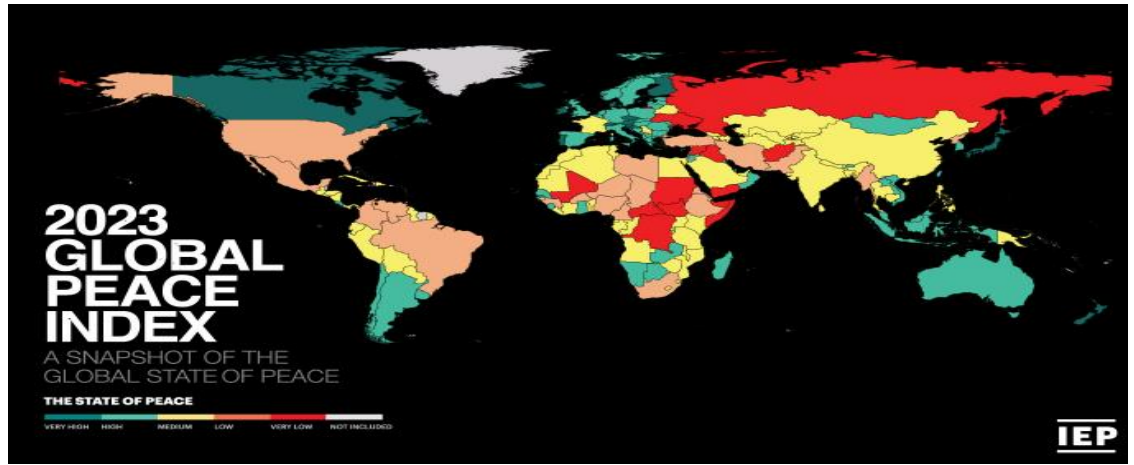 2023
GLOBAL
PEACE
INDEX
A SNAPSHOT OF THE
GLOBAL STATE OF PEACE
THE STATE OF PEACE
VERY HIGH HIGH MEDIUM LOW VERY LOW NOT INCLUDED
IEP